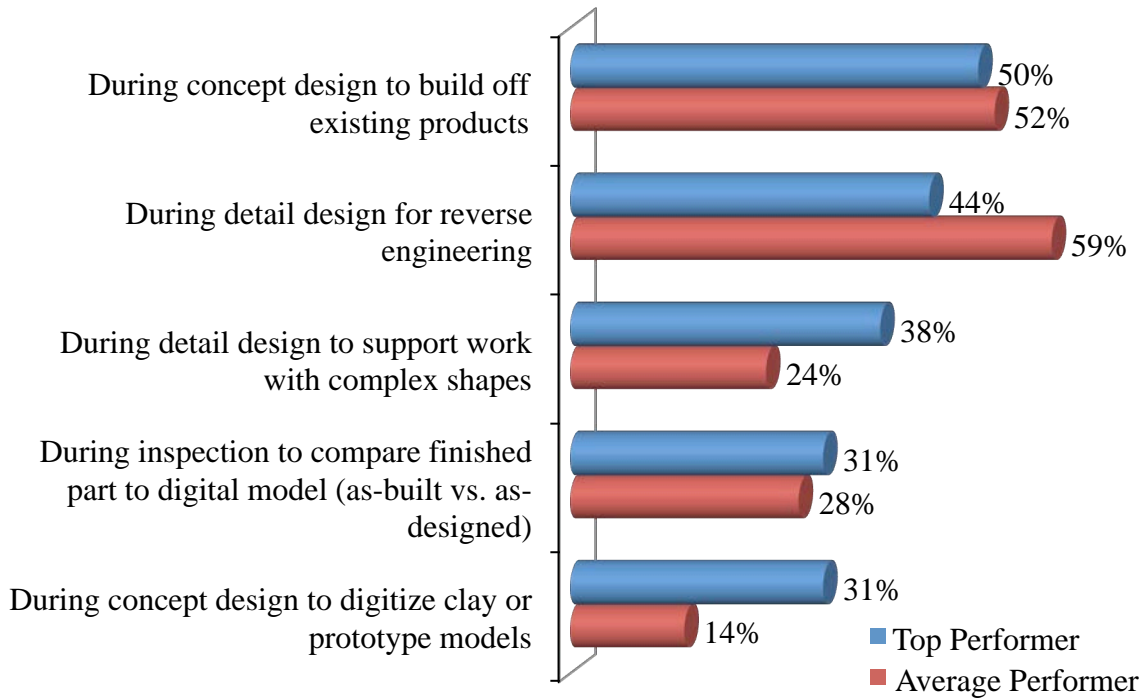 During concept design to build off
existing products
50%
52%
During detail design for reverse
engineering
44%
59%
During detail design to support work
with complex shapes
38%
24%
During inspection to compare finished
part to digital model (as-built vs. as-
designed)
31%
28%
During concept design to digitize clay or
prototype models
31%
14%
Top Performer
Average Performer